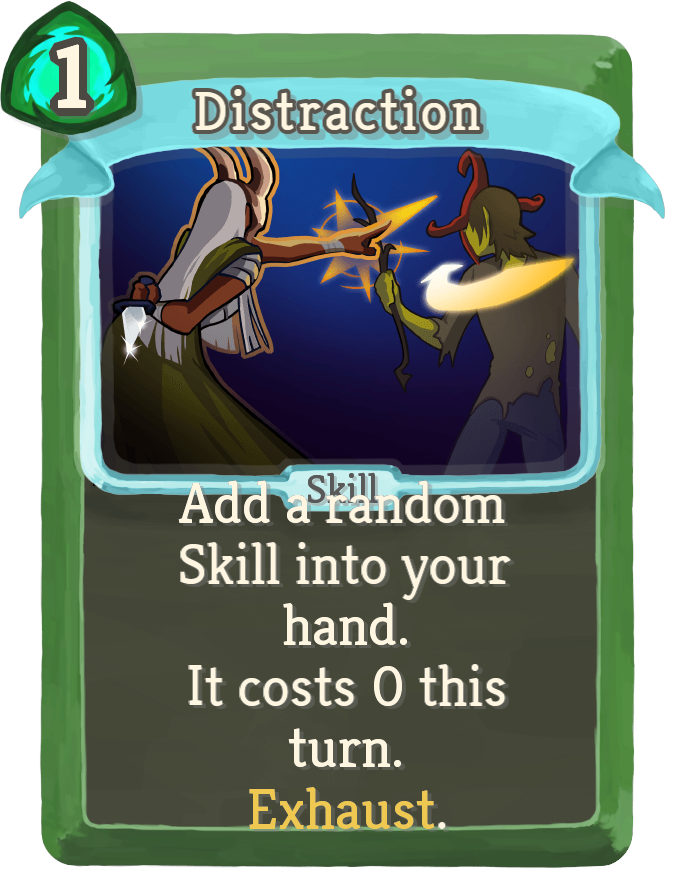 1
Distraction
Skill
Add a random
Skill into your
hand.
It costs 0 this
turn.
Exhaust.